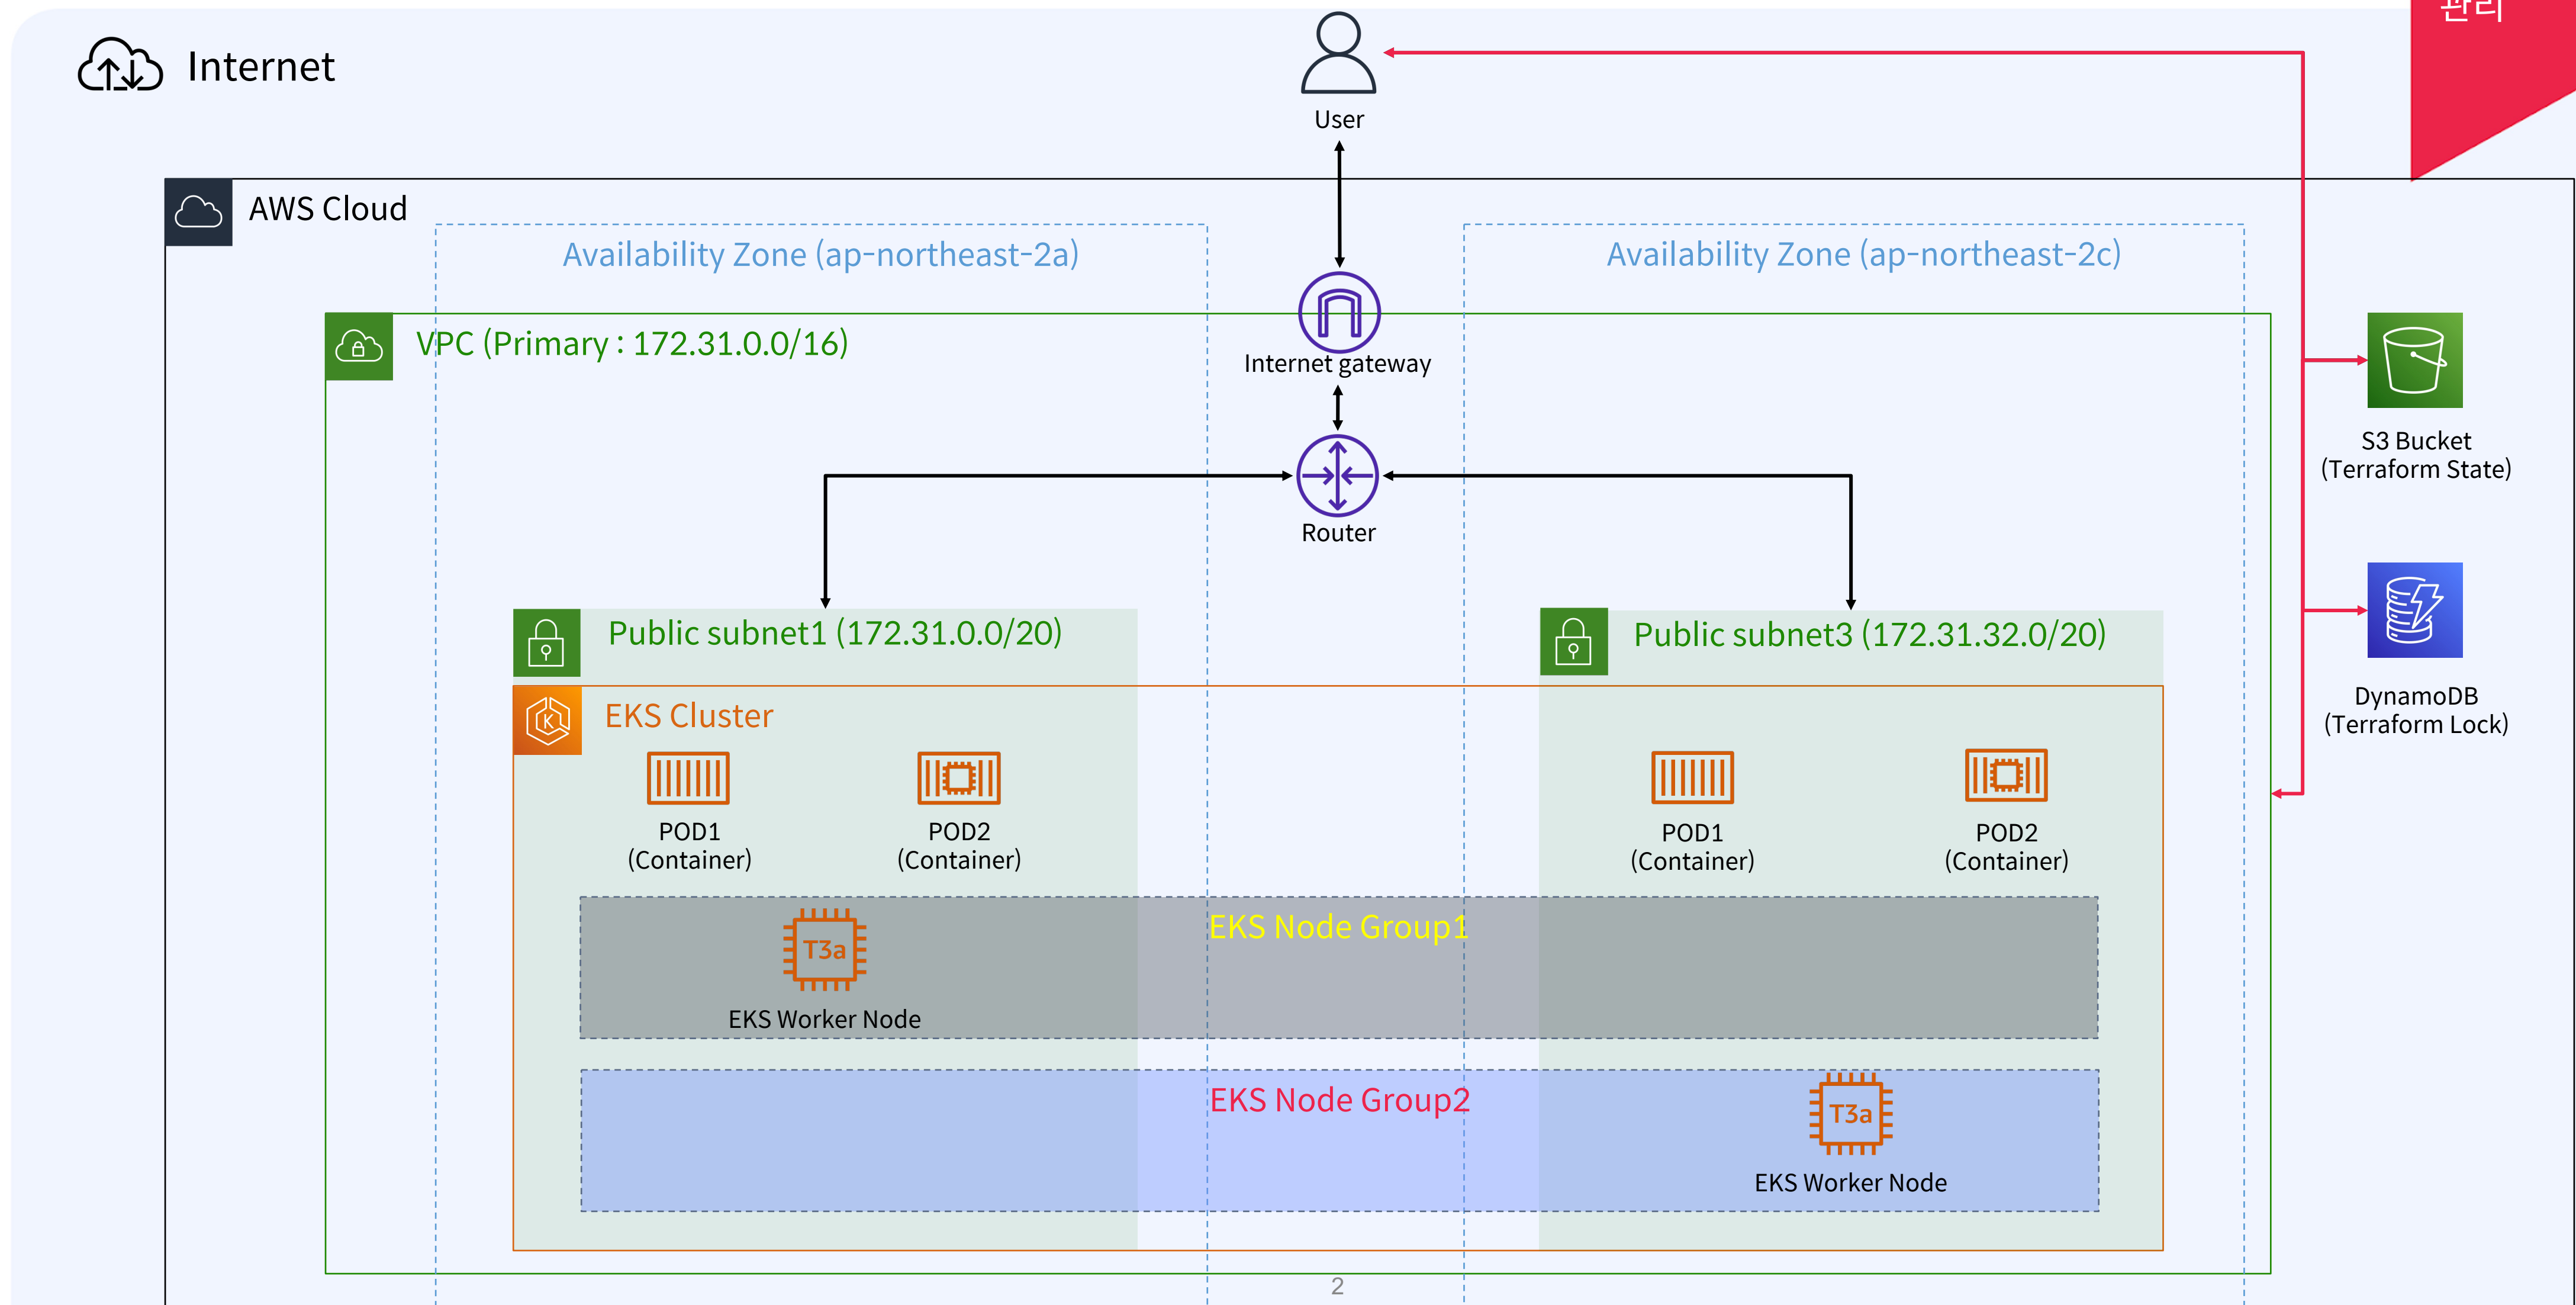 관리
Internet
User
AWS Cloud
Availability Zone (ap-northeast-2a)
Availability Zone (ap-northeast-2c)
VPC (Primary : 172.31.0.0/16)
Internet gateway
S3 Bucket
(Terraform State)
Router
Public subnet1 (172.31.0.0/20)
Public subnet3 (172.31.32.0/20)
DynamoDB
(Terraform Lock)
EKS Cluster
K
POD1
(Container)
POD2
(Container)
POD1
(Container)
POD2
(Container)
EKS Node Group1
T3a
EKS Worker Node
EKS Node Group2
T3a
EKS Worker Node
2